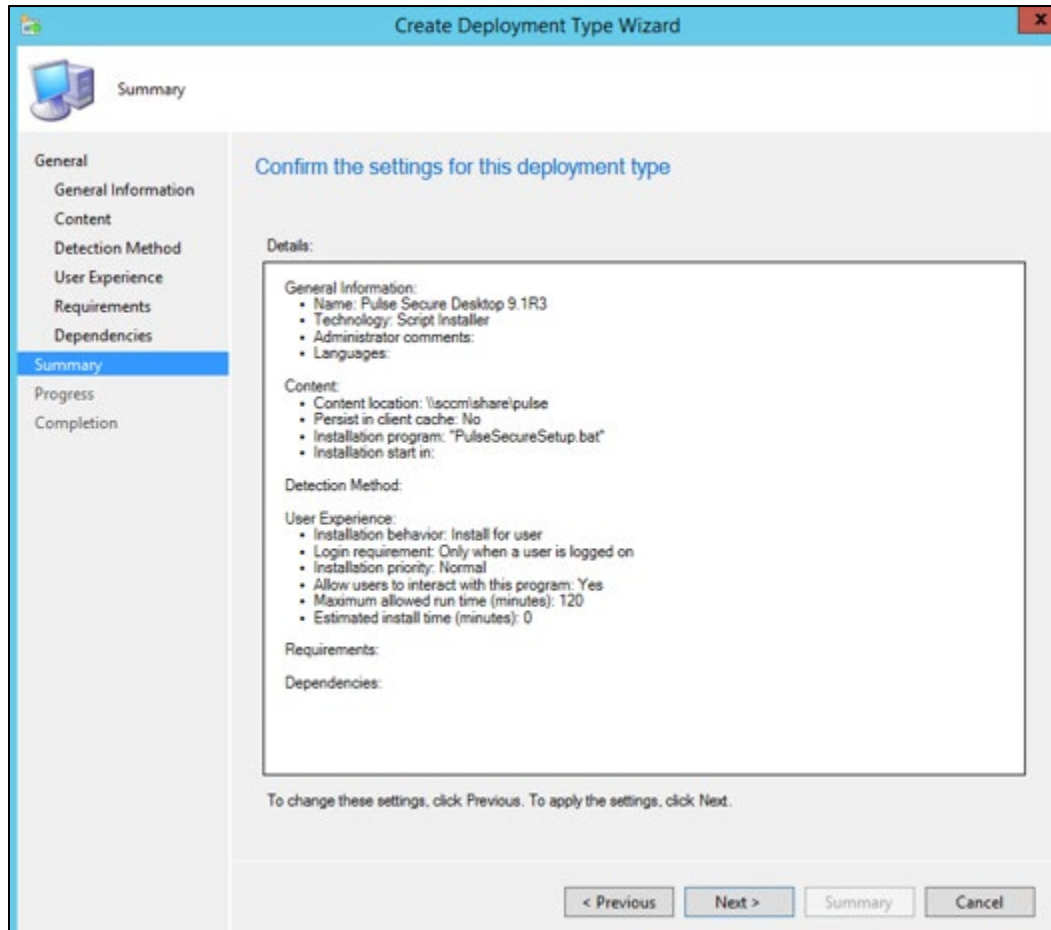 Create Deployment Type Wizard
x
Summary
General
General Information
Content
Detection Method
User Experience
Requirements
Dependencies
Summary
Progress
Completion
Confirm the settings for this deployment type
Details:
General Information:
• Name: Pulse Secure Desktop 9.1R3
• Technology: Script Installer
• Administrator comments:
• Languages:
Content:
• Content location: \\sccm\share\pulse
• Persist in client cache: No
• Installation program: "PulseSecureSetup.bat"
• Installation start in:
Detection Method:
User Experience:
• Installation behavior: Install for user
• Login requirement: Only when a user is logged on
• Installation priority: Normal
• Allow users to interact with this program: Yes
• Maximum allowed run time (minutes): 120
• Estimated install time (minutes): 0
Requirements:
Dependencies:
To change these settings, click Previous. To apply the settings, click Next.
< Previous
Next >
Summary
Cancel